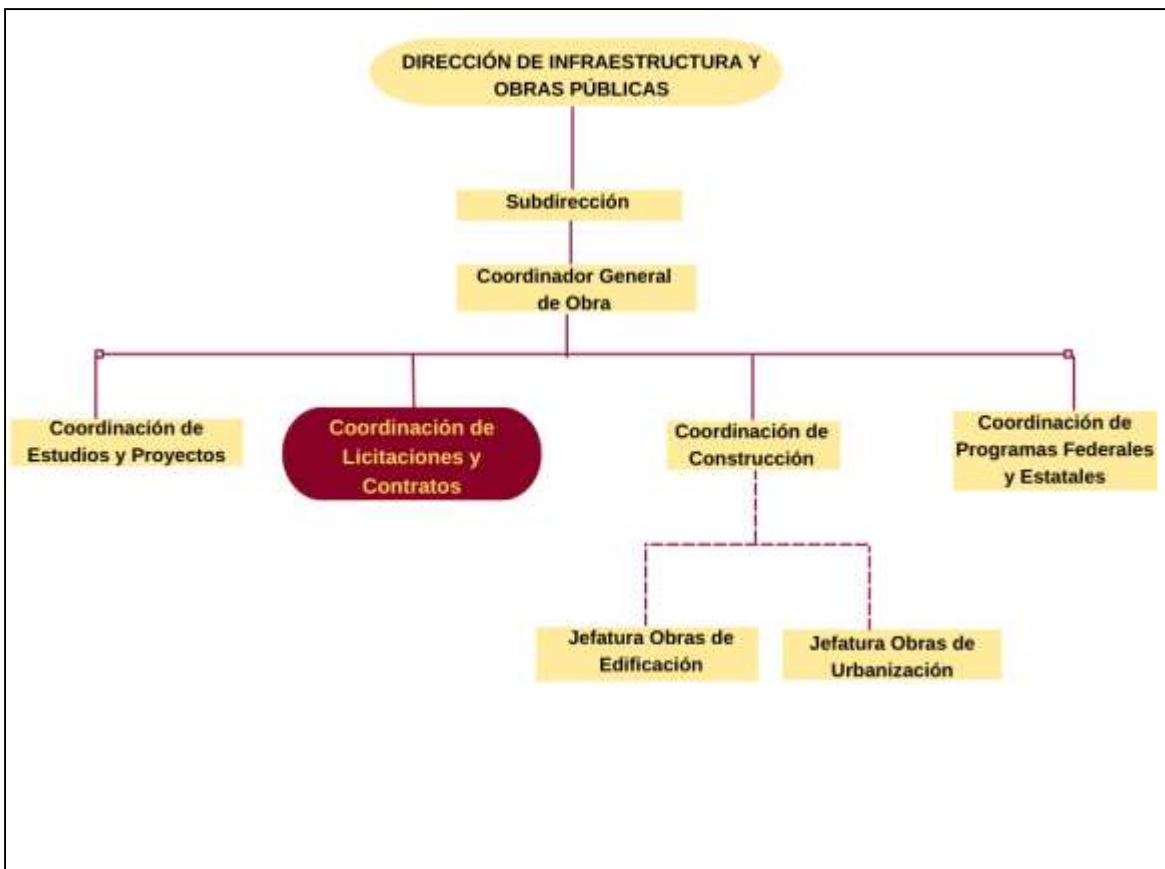 DIRECCIÓN DE INFRAESTRUCTURA Y
OBRAS PÚBLICAS
Subdirección
Coordinador General
de Obra
Coordinación de
Estudios y Proyectos
Coordinación de
Licitaciones y
Contratos
Coordinación de
Construcción
Coordinación de
Programas Federales
y Estatales
Jefatura Obras de
Edificación
Jefatura Obras de
Urbanización